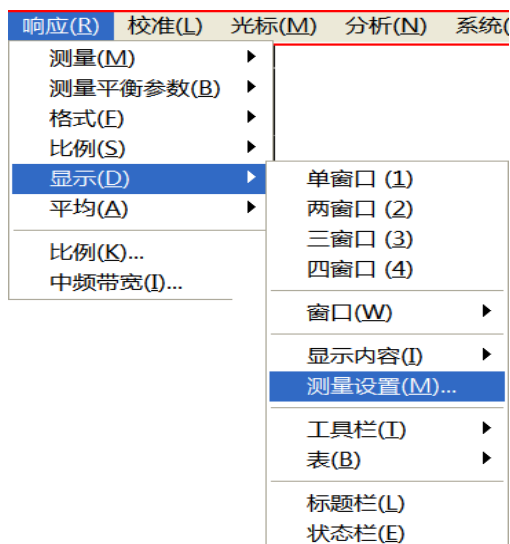 响应(R) 校准(L) 光标(M) 分析(N) 系统(
测量(M)
测量平衡参数(B)
格式(F)
比例(S)
显示(D)
平均(A)
比例(K)...
中频带宽(I)...
单窗口 (1)
两窗口 (2)
三窗口 (3)
四窗口 (4)
窗口(W)
显示内容(I)
测量设置(M)...
工具栏(T)
表(B)
标题栏(L)
状态栏(E)